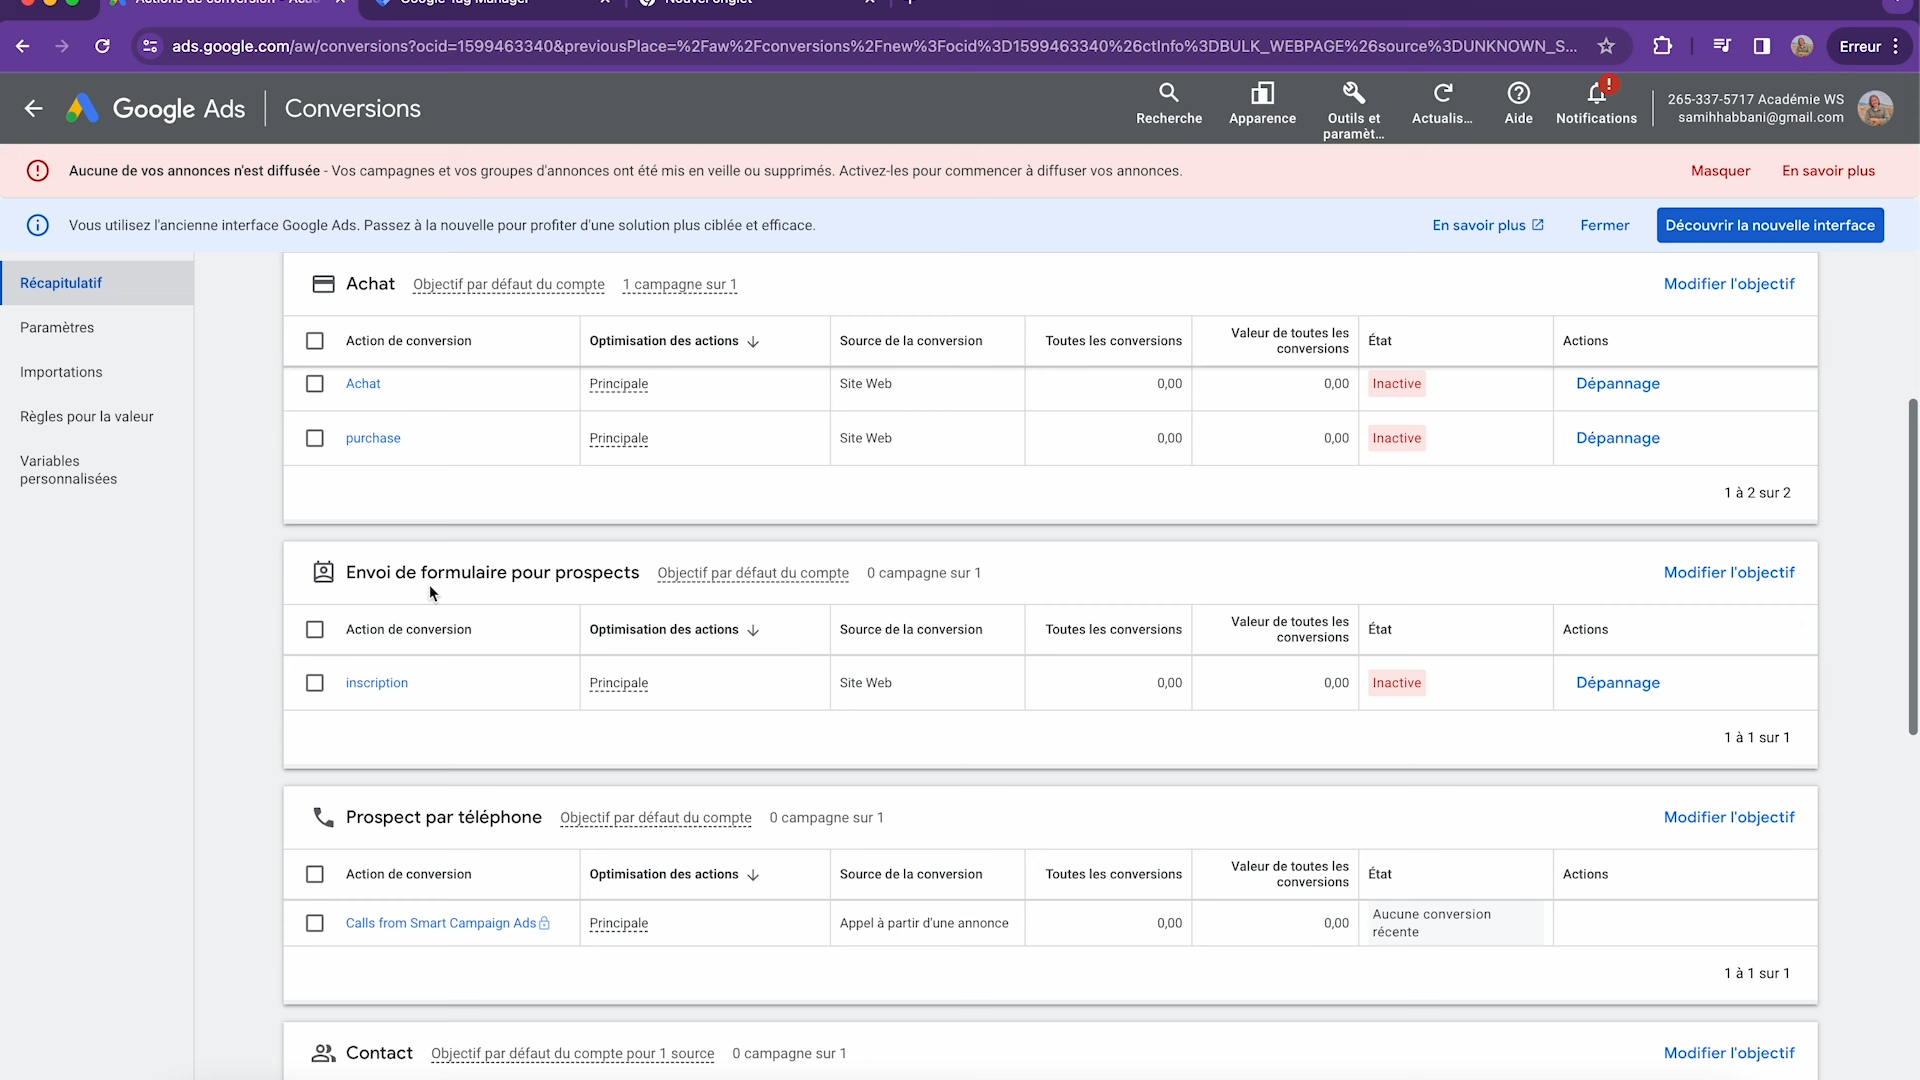 Actions de conversion - Acad
Google Tag Manager
Nouvel onglet
ads.google.com/aw/conversions?ocid=1599463340&previousPlace=%2Faw%2Fconversions%2Fnew%3Focid%3D1599463340%26ctInfo%3DBULK_WEBPAGE%26source%3DUNKNOWN_S...
Erreur
Google Ads
Conversions
Recherche
Apparence
Outils et
paramèt...
Actualis...
Aide
Notifications
265-337-5717 Académie WS
samihhabbani@gmail.com
Aucune de vos annonces n'est diffusée - Vos campagnes et vos groupes d'annonces ont été mis en veille ou supprimés. Activez-les pour commencer à diffuser vos annonces.
Masquer
En savoir plus
Vous utilisez l'ancienne interface Google Ads. Passez à la nouvelle pour profiter d'une solution plus ciblée et efficace.
En savoir plus
Fermer
Découvrir la nouvelle interface
Récapitulatif
Paramètres
Importations
Règles pour la valeur
Variables
personnalisées
Achat Objectif par défaut du compte 1 campagne sur 1 Modifier l'objectif
Action de conversion Optimisation des actions Source de la conversion Toutes les conversions Valeur de toutes les conversions État Actions
Achat Principale Site Web 0,00 0,00 Inactive Dépannage
purchase Principale Site Web 0,00 0,00 Inactive Dépannage
1 à 2 sur 2
Envoi de formulaire pour prospects Objectif par défaut du compte 0 campagne sur 1 Modifier l'objectif
Action de conversion Optimisation des actions Source de la conversion Toutes les conversions Valeur de toutes les conversions État Actions
inscription Principale Site Web 0,00 0,00 Inactive Dépannage
1 à 1 sur 1
Prospect par téléphone Objectif par défaut du compte 0 campagne sur 1 Modifier l'objectif
Action de conversion Optimisation des actions Source de la conversion Toutes les conversions Valeur de toutes les conversions État Actions
Calls from Smart Campaign Ads Principale Appel à partir d'une annonce 0,00 0,00 Aucune conversion récente
1 à 1 sur 1
Contact Objectif par défaut du compte pour 1 source 0 campagne sur 1 Modifier l'objectif